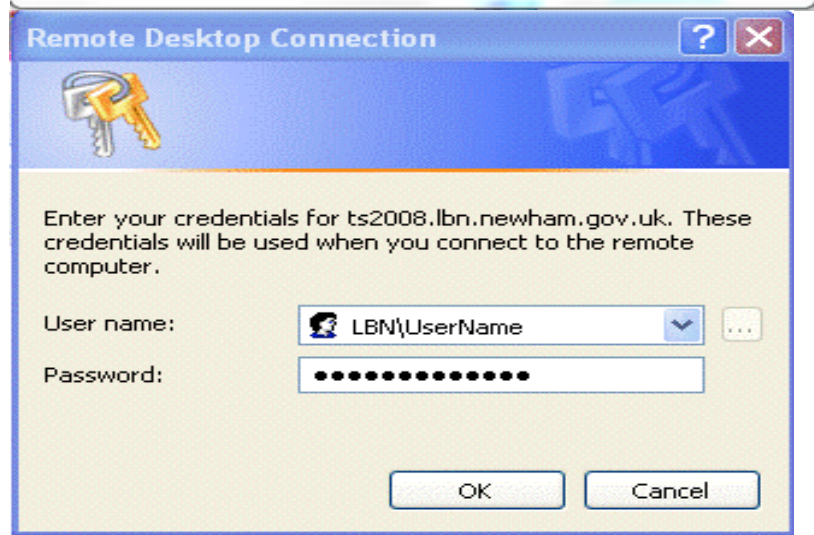 Remote Desktop Connection
Enter your credentials for ts2008.lbn.newham.gov.uk. These
credentials will be used when you connect to the remote
computer.
User name:
LBN\UserName
...
Password:
●●●●●●●●●●●●●
OK
Cancel